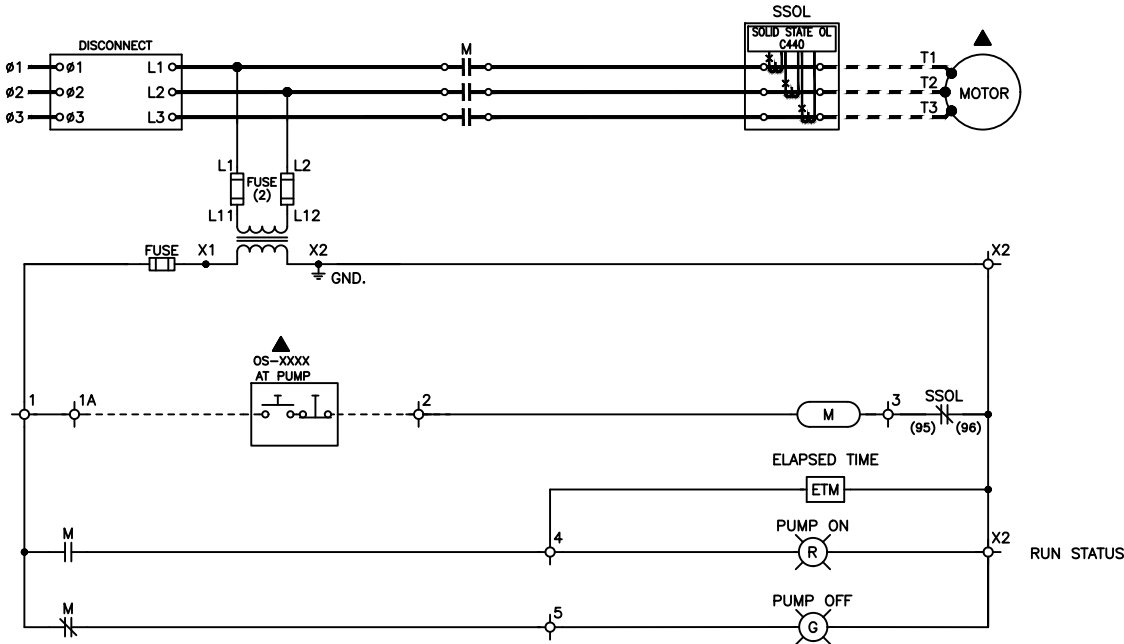 SSOL
DISCONNECT
SOLID STATE OL
C440
M
ø1 ø1 L1
T1
ø2 ø2 L2
T2
MOTOR
ø3 ø3 L3
T3
L1 L2
FUSE
(2)
L11 L12
FUSE X1 X2
X2
GND.
OS-XXXX
AT PUMP
1 1A 2
M
3
SSOL
(95) (96)
ELAPSED TIME
ETM
PUMP ON
M
4
R
X2
RUN STATUS
PUMP OFF
M
5
G